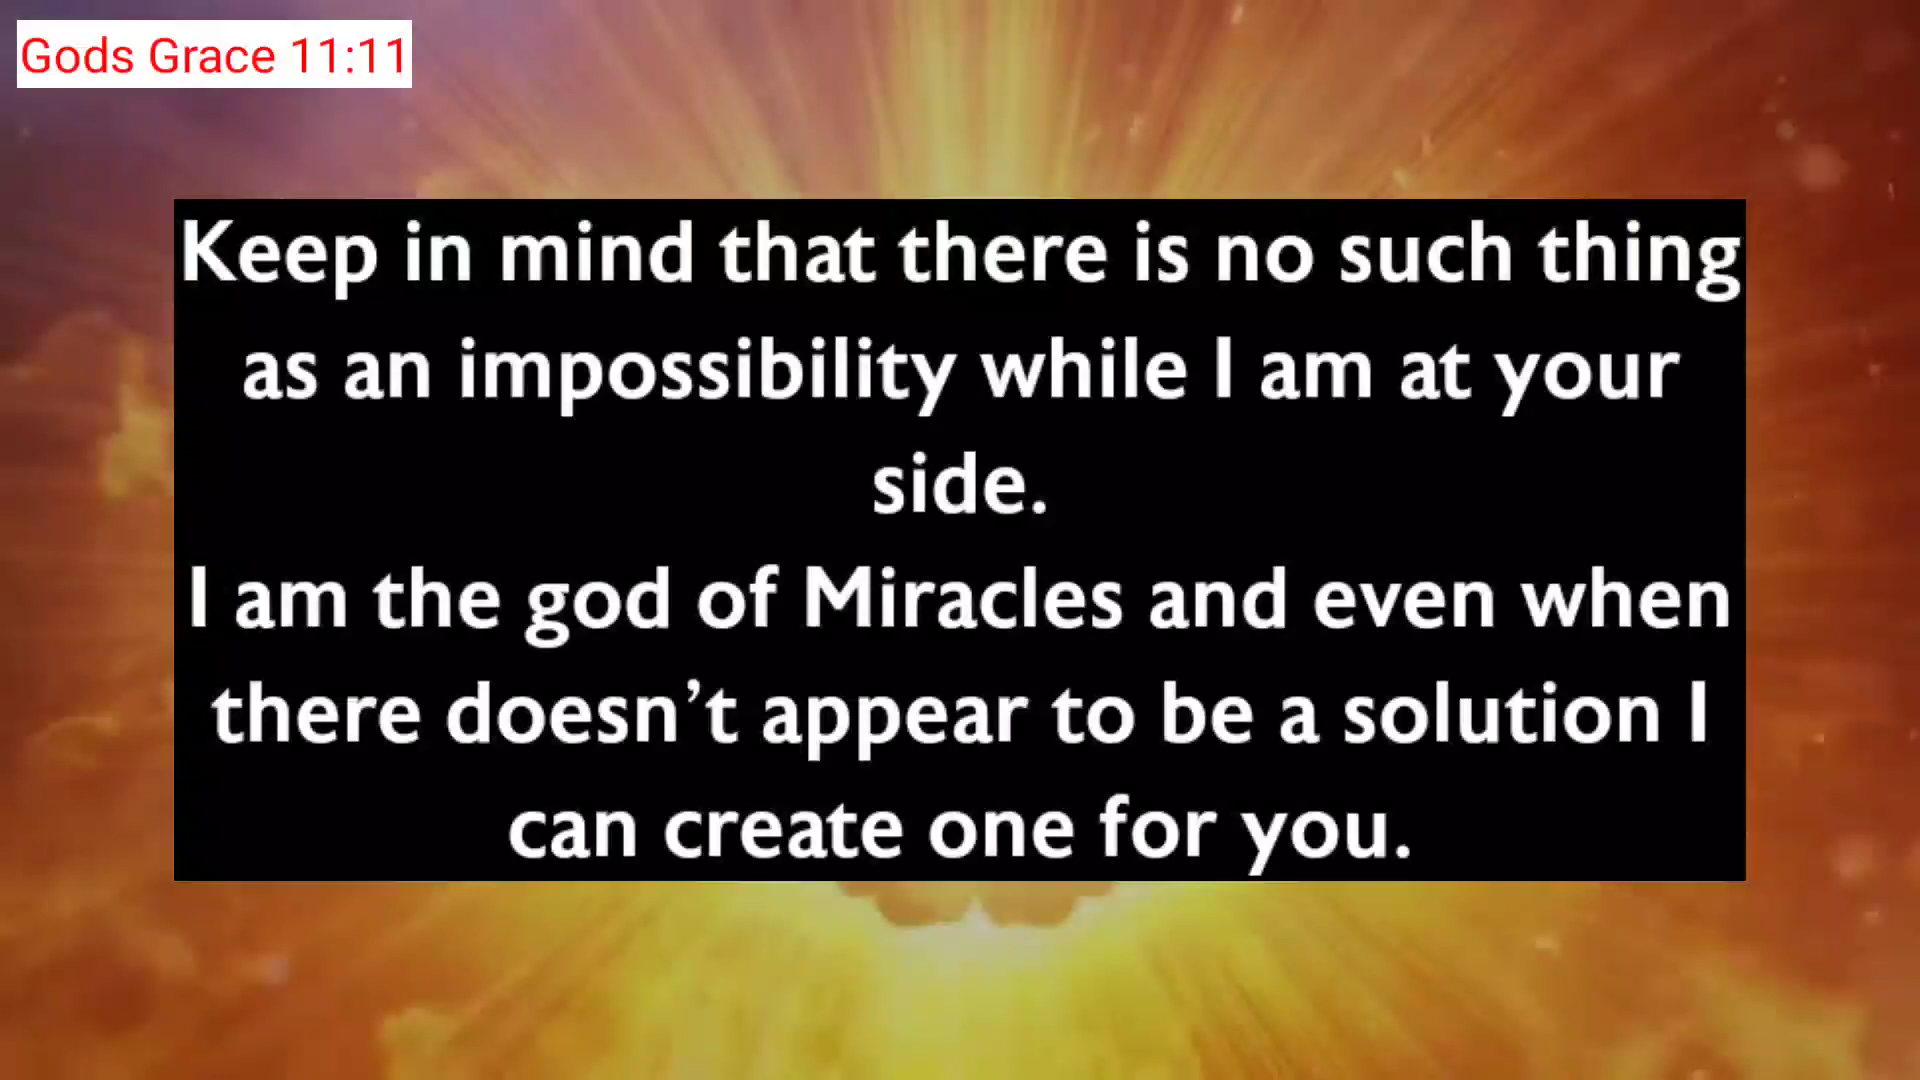 Gods Grace 11:11
Keep in mind that there is no such thing
as an impossibility while I am at your
side.
I am the god of Miracles and even when
there doesn’t appear to be a solution I
can create one for you.